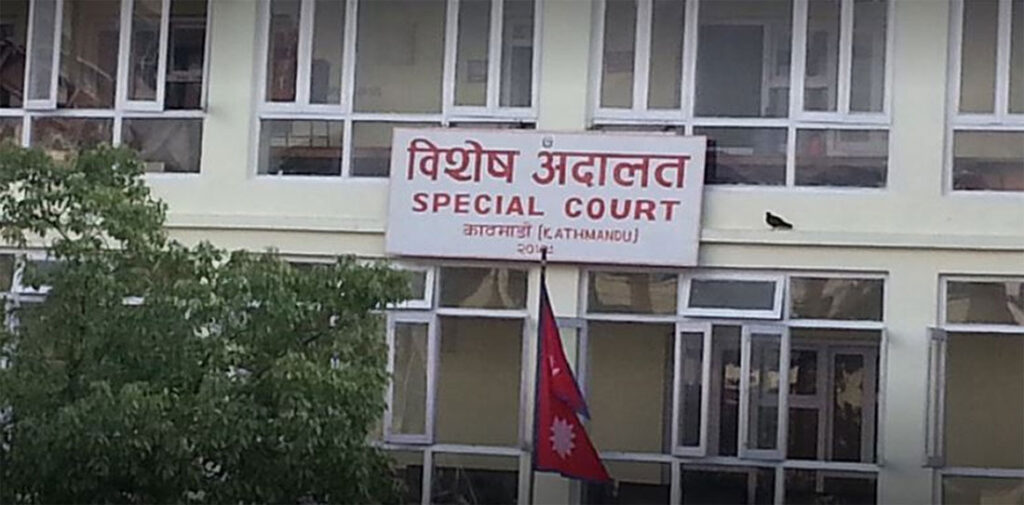 विशेष अदालत
SPECIAL COURT
काठमाडौं (KATHMANDU)